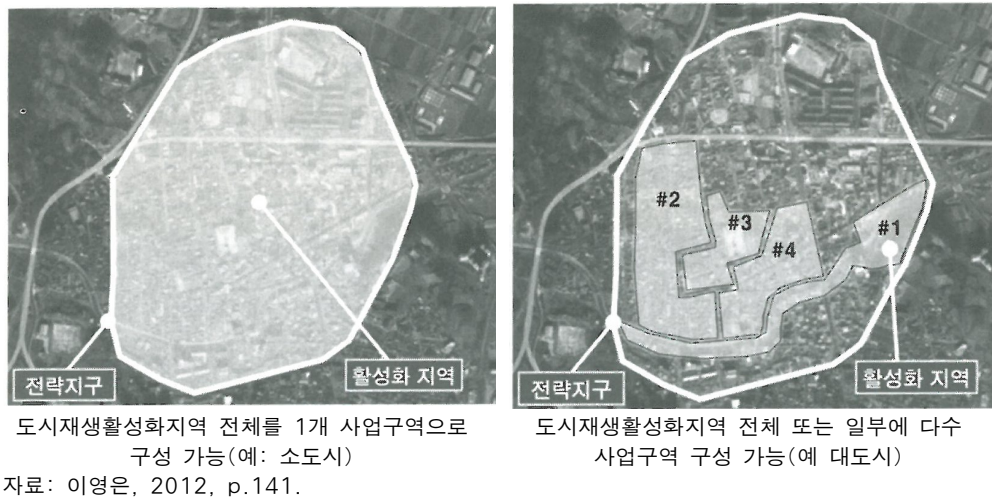 전략지구
활성화 지역
#2
#3
#4
#1
전략지구
활성화 지역
도시재생활성화지역 전체를 1개 사업구역으로
구성 가능(예: 소도시)
도시재생활성화지역 전체 또는 일부에 다수
사업구역 구성 가능(예 대도시)
자료: 이영은, 2012, p.141.